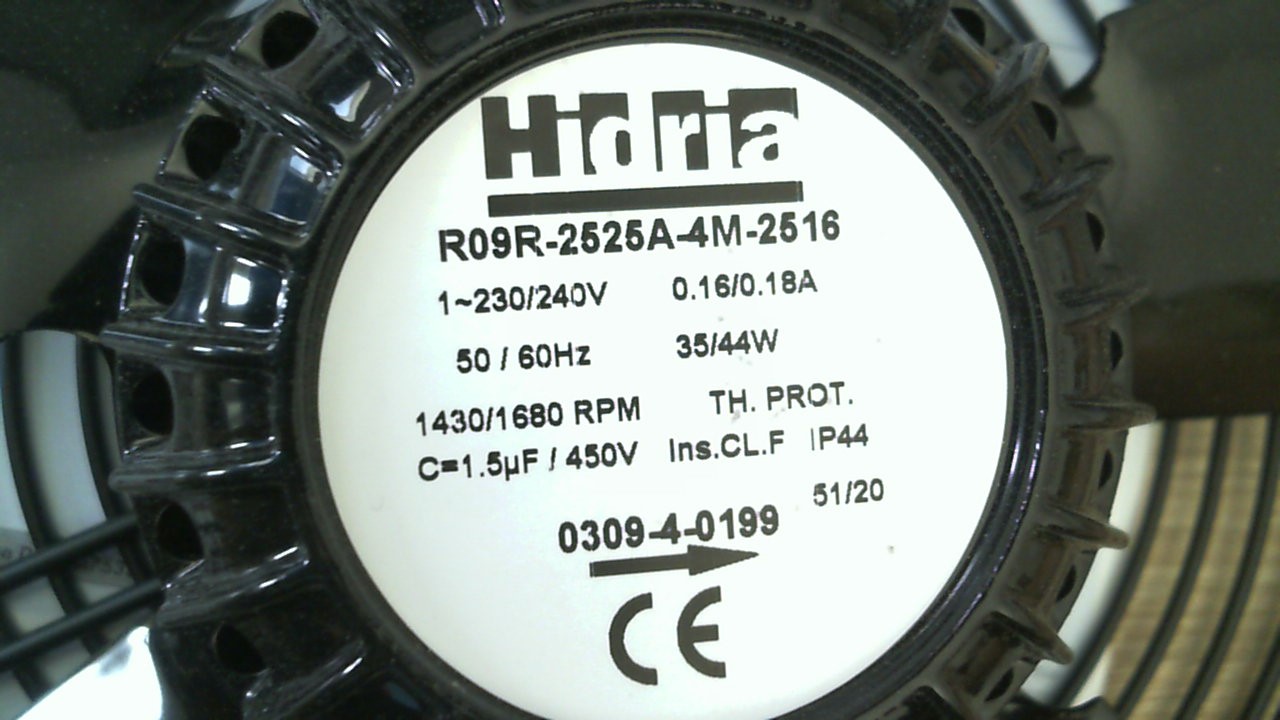 Hidria
R09R-2525A-4M-2516
1~230/240V 0.16/0.18A
50 / 60Hz 35/44W
1430/1680 RPM TH. PROT.
C=1.5µF / 450V Ins.CL.F IP44
51/20
0309-4-0199
CE